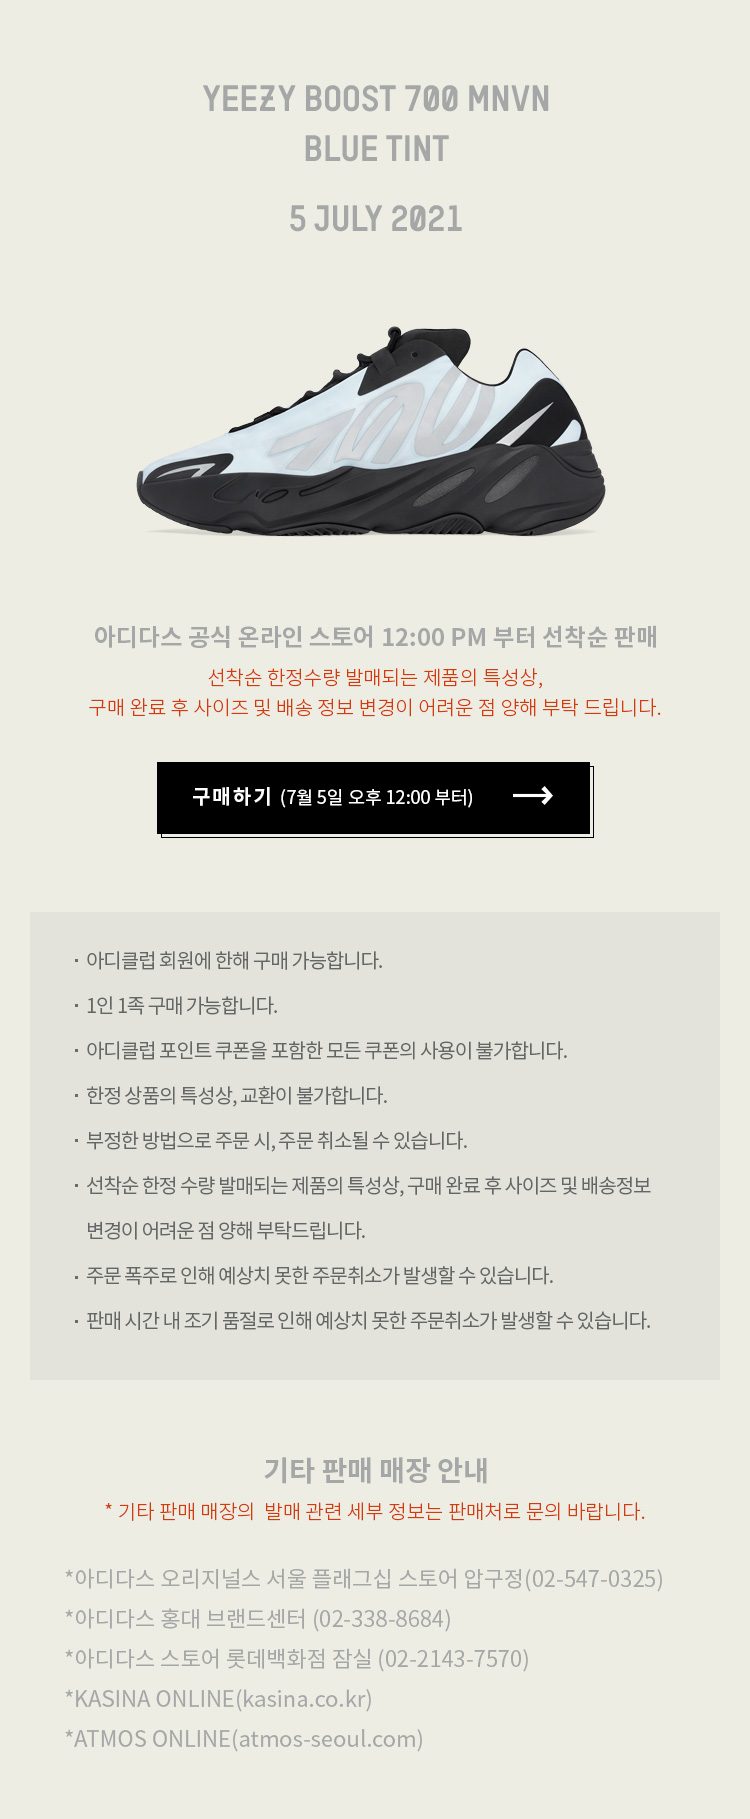 YEEZY BOOST 700 MNVN
BLUE TINT
5 JULY 2021
아디다스 공식 온라인 스토어 12:00 PM 부터 선착순 판매
선착순 한정수량 발매되는 제품의 특성상,
구매 완료 후 사이즈 및 배송 정보 변경이 어려운 점 양해 부탁 드립니다.
구매하기 (7월 5일 오후 12:00 부터)
· 아디클럽 회원에 한해 구매 가능합니다.
· 1인 1족 구매 가능합니다.
· 아디클럽 포인트 쿠폰을 포함한 모든 쿠폰의 사용이 불가합니다.
· 한정 상품의 특성상, 교환이 불가합니다.
· 부정한 방법으로 주문 시, 주문 취소될 수 있습니다.
· 선착순 한정 수량 발매되는 제품의 특성상, 구매 완료 후 사이즈 및 배송정보
변경이 어려운 점 양해 부탁드립니다.
· 주문 폭주로 인해 예상치 못한 주문취소가 발생할 수 있습니다.
· 판매 시간 내 조기 품절로 인해 예상치 못한 주문취소가 발생할 수 있습니다.
기타 판매 매장 안내
* 기타 판매 매장의 발매 관련 세부 정보는 판매처로 문의 바랍니다.
*아디다스 오리지널스 서울 플래그십 스토어 압구정(02-547-0325)
*아디다스 홍대 브랜드센터 (02-338-8684)
*아디다스 스토어 롯데백화점 잠실 (02-2143-7570)
*KASINA ONLINE(kasina.co.kr)
*ATMOS ONLINE(atmos-seoul.com)